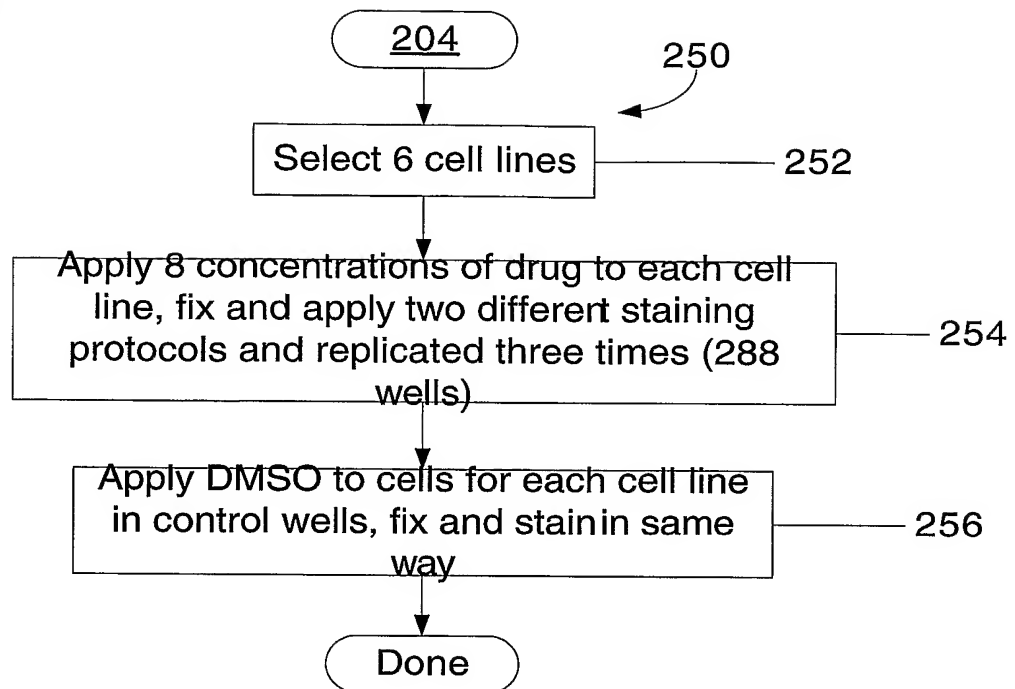 204
250
Select 6 cell lines
252
Apply 8 concentrations of drug to each cell
line, fix and apply two different staining
protocols and replicated three times (288
wells)
254
Apply DMSO to cells for each cell line
in control wells, fix and stain in same
way
256
Done